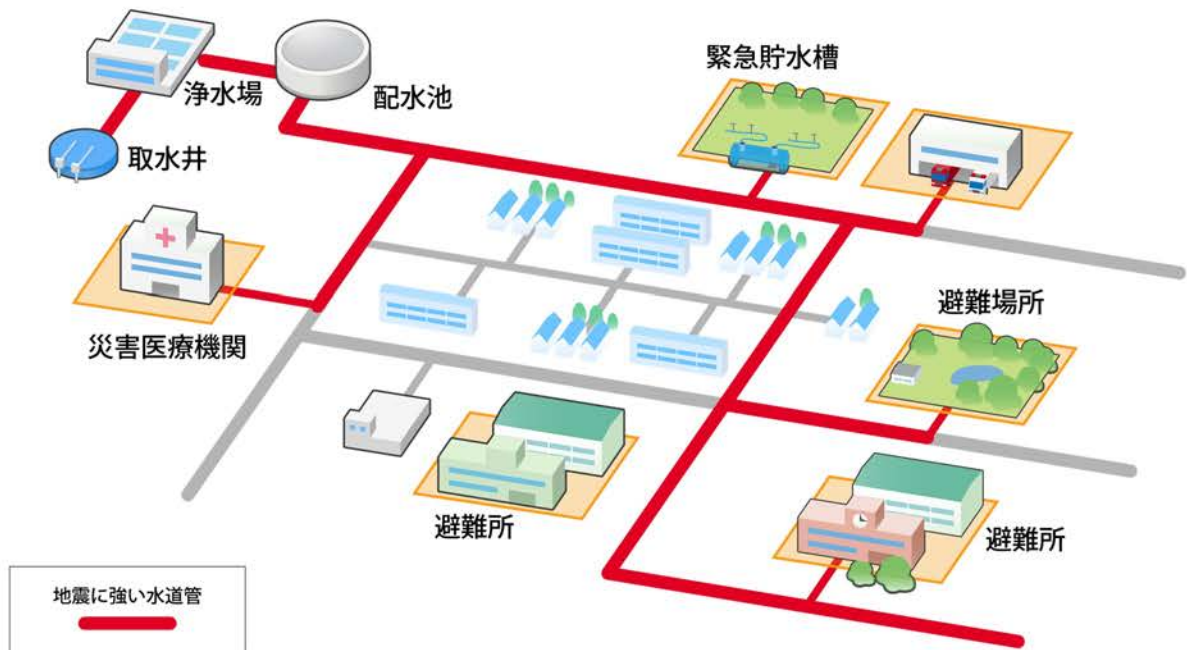 緊急貯水槽
浄水場
配水池
取水井
災害医療機関
避難場所
避難所
避難所
地震に強い水道管